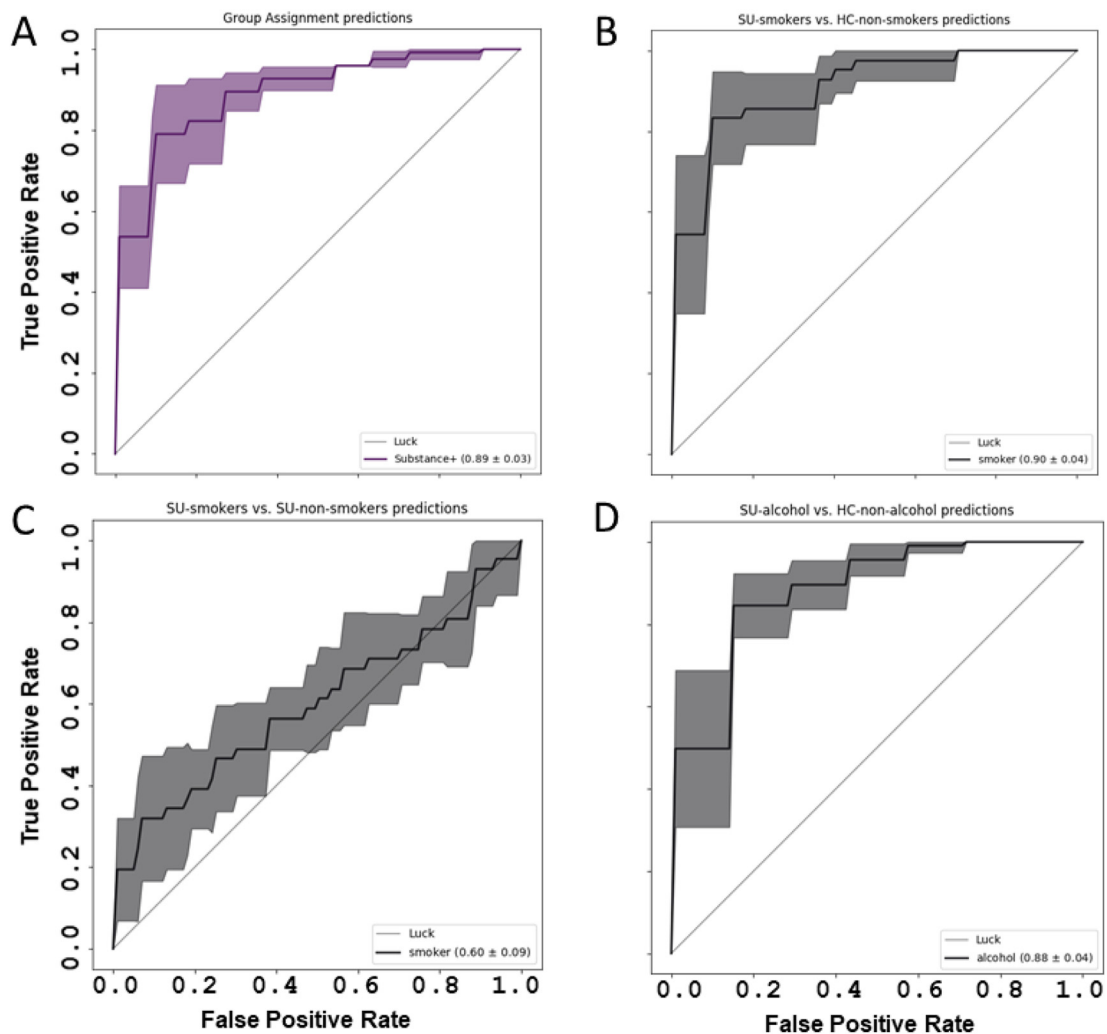 A
Group Assignment predictions
True Positive Rate
1.0
0.8
0.6
0.4
0.2
0.0
Luck
Substance+ (0.89 ± 0.03)
B
SU-smokers vs. HC-non-smokers predictions
Luck
smoker (0.90 ± 0.04)
C
SU-smokers vs. SU-non-smokers predictions
True Positive Rate
1.0
0.8
0.6
0.4
0.2
0.0
Luck
smoker (0.60 ± 0.09)
0.0 0.2 0.4 0.6 0.8 1.0
False Positive Rate
D
SU-alcohol vs. HC-non-alcohol predictions
Luck
alcohol (0.88 ± 0.04)
0.0 0.2 0.4 0.6 0.8 1.0
False Positive Rate